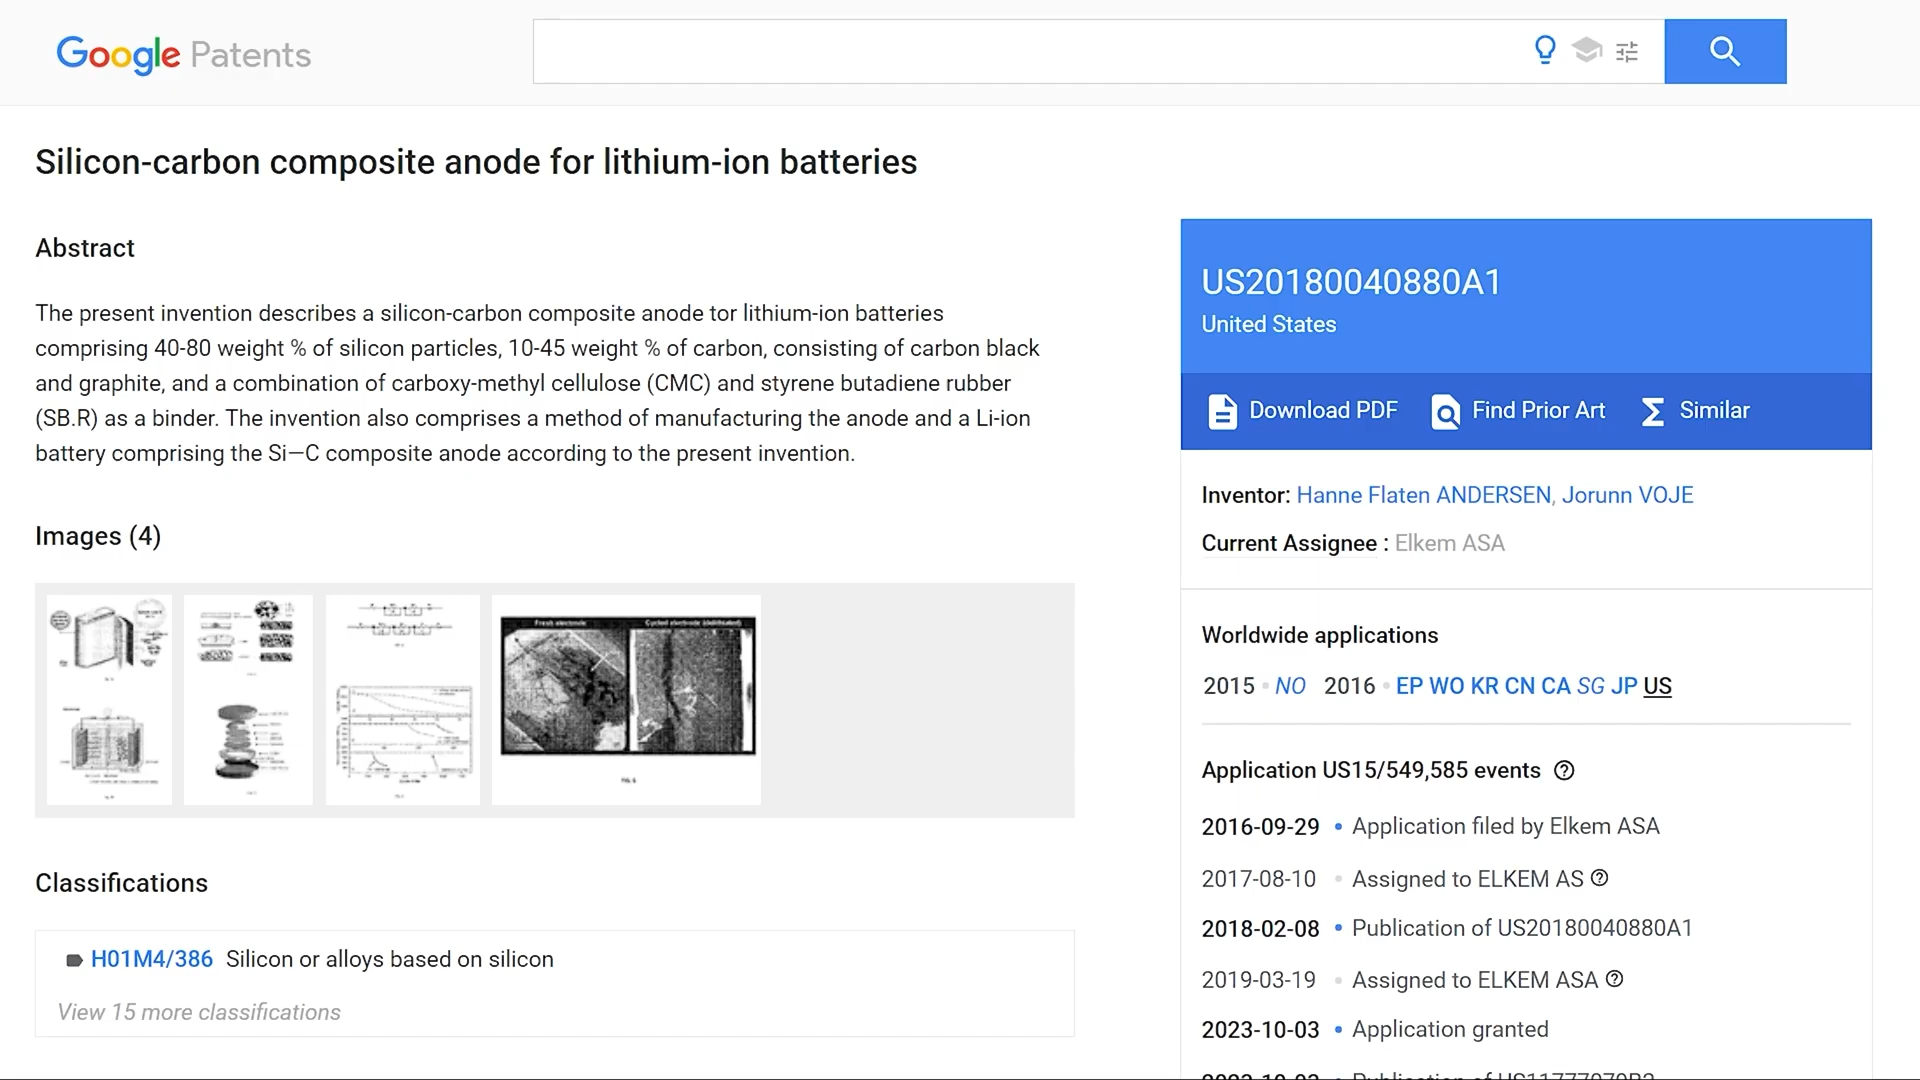 Google Patents
Silicon-carbon composite anode for lithium-ion batteries
Abstract
The present invention describes a silicon-carbon composite anode tor lithium-ion batteries
comprising 40-80 weight % of silicon particles, 10-45 weight % of carbon, consisting of carbon black
and graphite, and a combination of carboxy-methyl cellulose (CMC) and styrene butadiene rubber
(SB.R) as a binder. The invention also comprises a method of manufacturing the anode and a Li-ion
battery comprising the Si—C composite anode according to the present invention.
Images (4)
Fresh electrode
Cycled electrode (delithiated)
Classifications
H01M4/386 Silicon or alloys based on silicon
View 15 more classifications
US20180040880A1
United States
Download PDF Find Prior Art Similar
Inventor: Hanne Flaten ANDERSEN, Jorunn VOJE
Current Assignee : Elkem ASA
Worldwide applications
2015 • NO 2016 • EP WO KR CN CA SG JP US
Application US15/549,585 events
2016-09-29 • Application filed by Elkem ASA
2017-08-10 • Assigned to ELKEM AS
2018-02-08 • Publication of US20180040880A1
2019-03-19 • Assigned to ELKEM ASA
2023-10-03 • Application granted